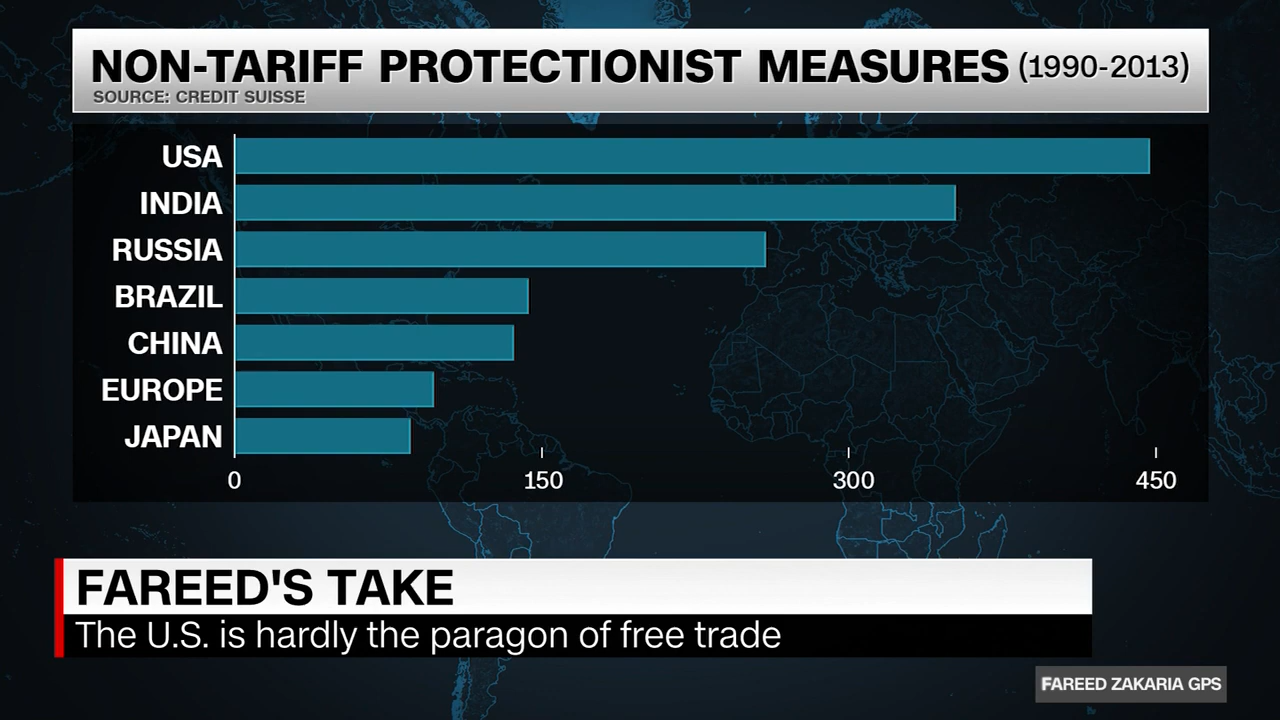 NON-TARIFF PROTECTIONIST MEASURES (1990-2013)
SOURCE: CREDIT SUISSE
USA
INDIA
RUSSIA
BRAZIL
CHINA
EUROPE
JAPAN
0 150 300 450
FAREED'S TAKE
The U.S. is hardly the paragon of free trade
FAREED ZAKARIA GPS